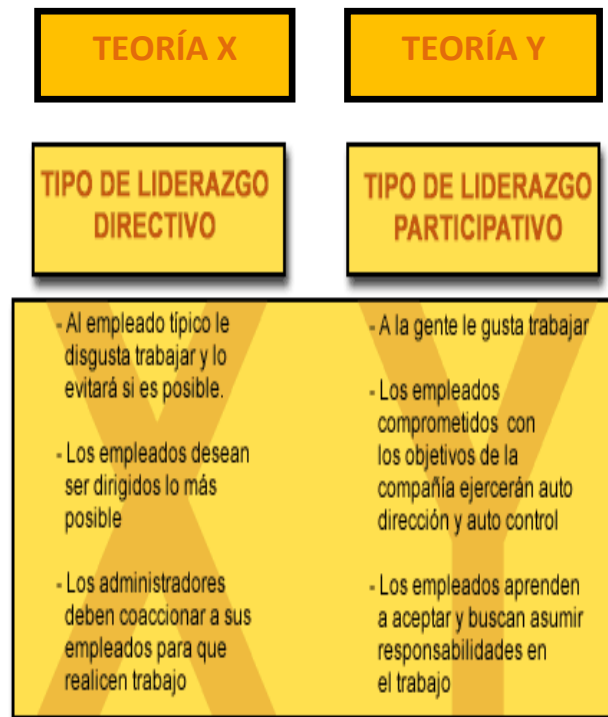 TEORÍA X
TEORÍA Y
TIPO DE LIDERAZGO
DIRECTIVO
TIPO DE LIDERAZGO
PARTICIPATIVO
- Al empleado típico le
disgusta trabajar y lo
evitará si es posible.
- Los empleados desean
ser dirigidos lo más
posible
- Los administradores
deben coaccionar a sus
empleados para que
realicen trabajo
- A la gente le gusta trabajar
- Los empleados
comprometidos con
los objetivos de la
compañía ejercerán auto
dirección y auto control
- Los empleados aprenden
a aceptar y buscan asumir
responsabilidades en
el trabajo